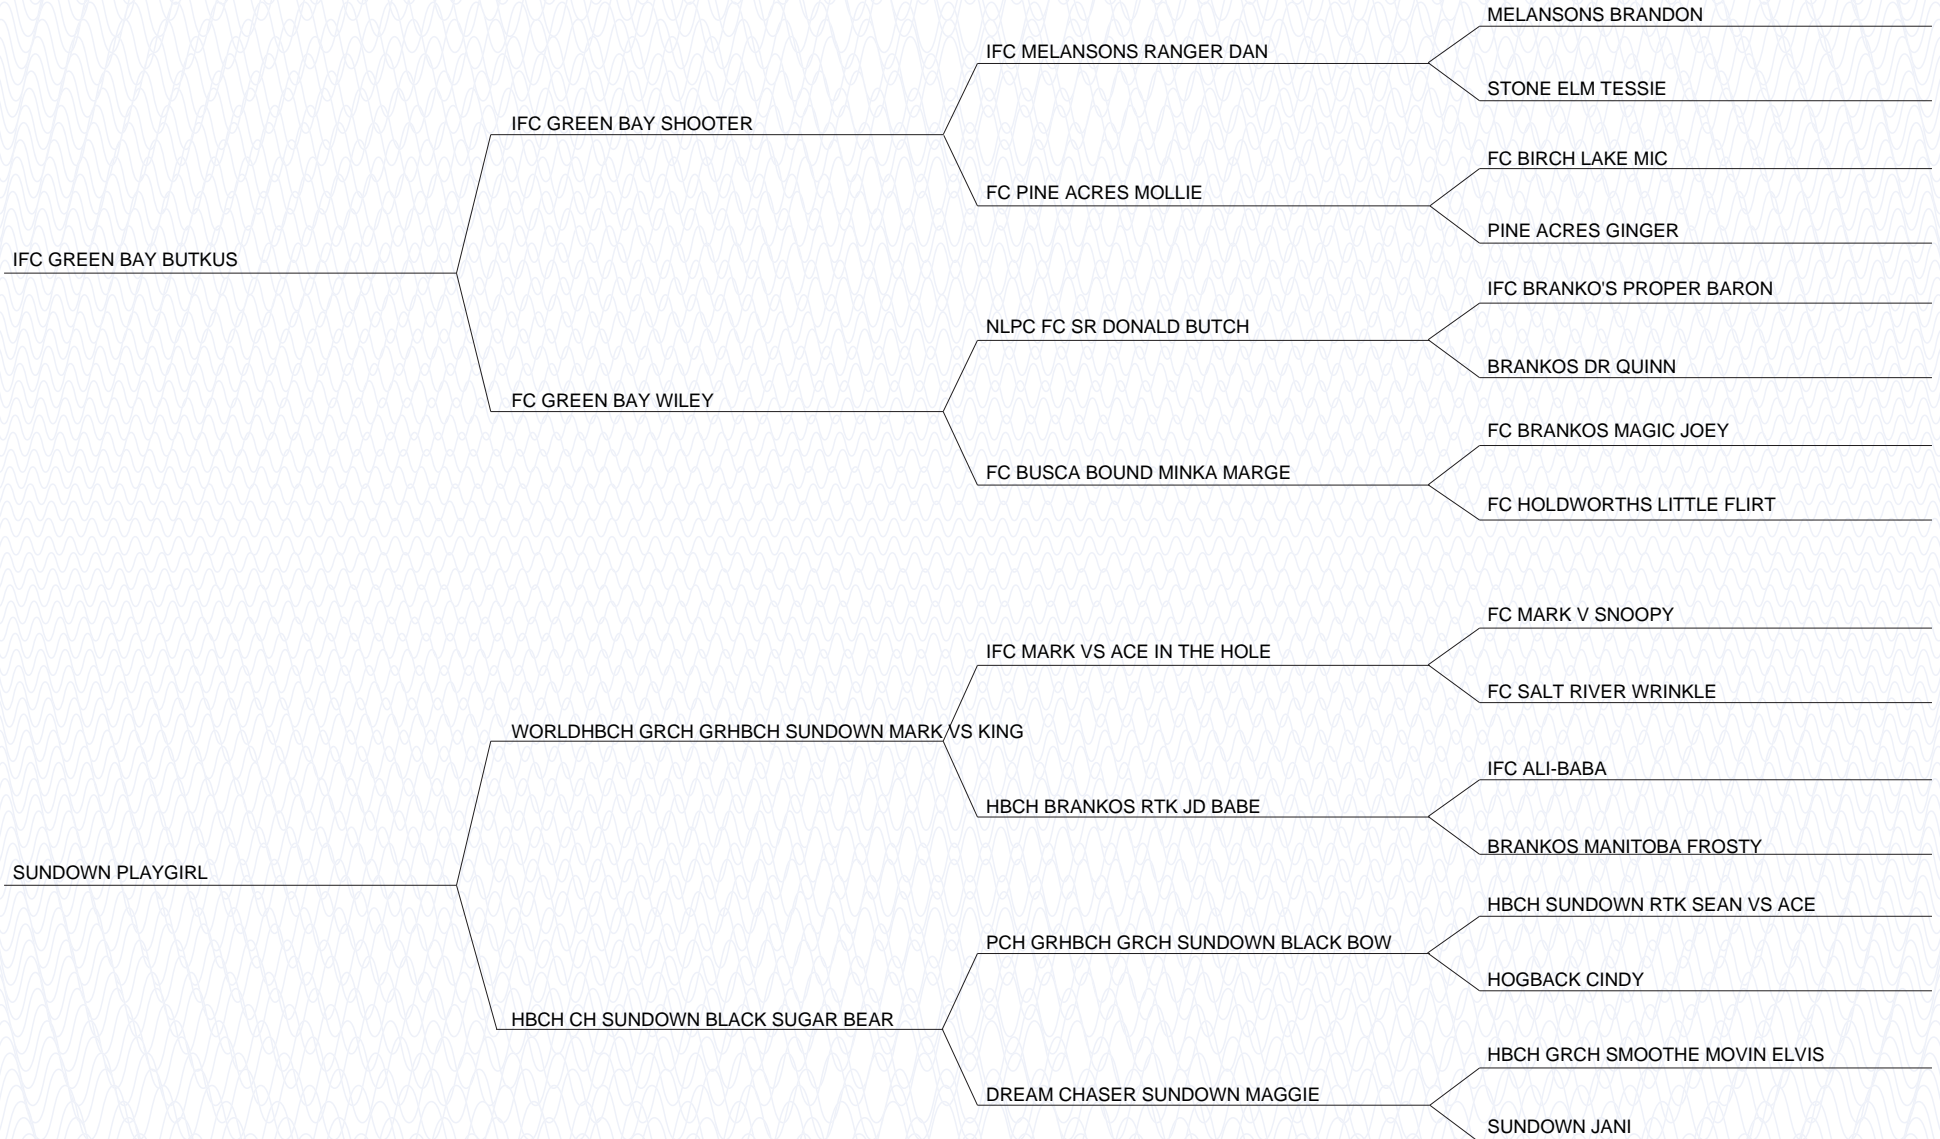 MELANSONS BRANDON
IFC MELANSONS RANGER DAN
STONE ELM TESSIE
IFC GREEN BAY SHOOTER
FC BIRCH LAKE MIC
FC PINE ACRES MOLLIE
PINE ACRES GINGER
IFC GREEN BAY BUTKUS
IFC BRANKO'S PROPER BARON
NLPC FC SR DONALD BUTCH
BRANKOS DR QUINN
FC GREEN BAY WILEY
FC BRANKOS MAGIC JOEY
FC BUSCA BOUND MINKA MARGE
FC HOLDWORTHS LITTLE FLIRT
FC MARK V SNOOPY
IFC MARK VS ACE IN THE HOLE
FC SALT RIVER WRINKLE
WORLDHBCH GRCH GRHBCH SUNDOWN MARK VS KING
IFC ALI-BABA
HBCH BRANKOS RTK JD BABE
BRANKOS MANITOBA FROSTY
SUNDOWN PLAYGIRL
HBCH SUNDOWN RTK SEAN VS ACE
PCH GRHBCH GRCH SUNDOWN BLACK BOW
HOGBACK CINDY
HBCH CH SUNDOWN BLACK SUGAR BEAR
HBCH GRCH SMOOTHE MOVIN ELVIS
DREAM CHASER SUNDOWN MAGGIE
SUNDOWN JANI